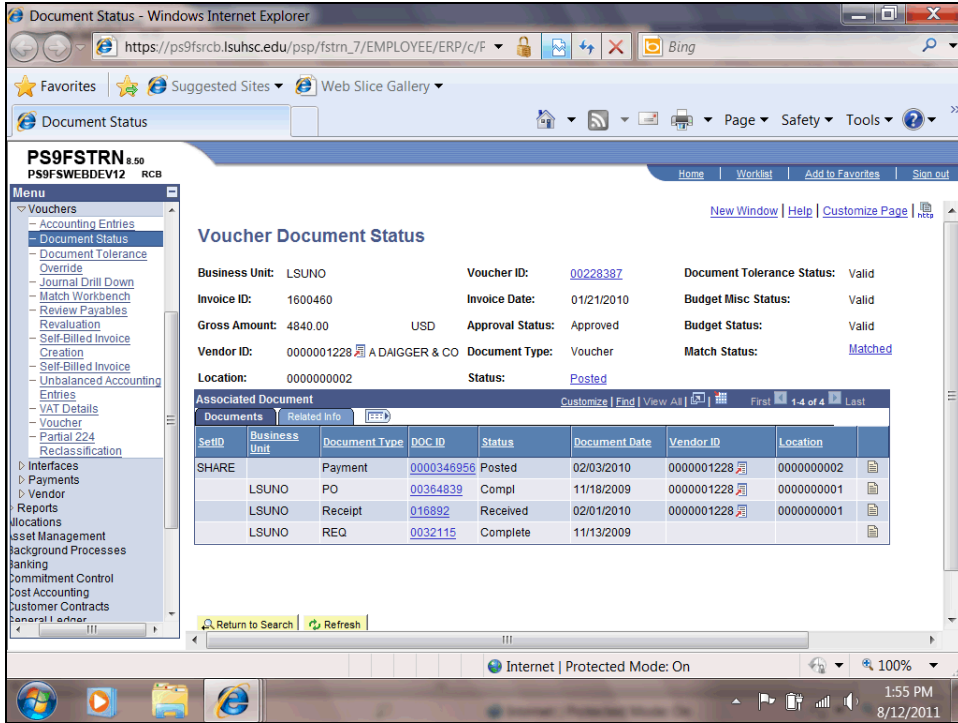 Document Status - Windows Internet Explorer
https://ps9fsrcb.lsuhsc.edu/psp/fstrn_7/EMPLOYEE/ERP/c/F
Bing
Favorites Suggested Sites Web Slice Gallery
Document Status Page Safety Tools
PS9FSTRN 8.50
PS9FSWEBDEV12 RCB
Home | Worklist | Add to Favorites | Sign out
Menu
New Window | Help | Customize Page | http
Vouchers
Accounting Entries
Document Status
Document Tolerance
Override
Journal Drill Down
Match Workbench
Review Payables
Revaluation
Self-Billed Invoice
Creation
Self-Billed Invoice
Unbalanced Accounting
Entries
VAT Details
Voucher
Partial 224
Reclassification
Interfaces
Payments
Vendor
Reports
llocations
sset Management
ackground Processes
anking
ommitment Control
ost Accounting
ustomer Contracts
eneral Ledger
Voucher Document Status
Business Unit: LSUNO Voucher ID: 00228387 Document Tolerance Status: Valid
Invoice ID: 1600460 Invoice Date: 01/21/2010 Budget Misc Status: Valid
Gross Amount: 4840.00 USD Approval Status: Approved Budget Status: Valid
Vendor ID: 0000001228 A DAIGGER & CO Document Type: Voucher Match Status: Matched
Location: 0000000002 Status: Posted
Associated Document Customize | Find | View All | First 1-4 of 4 Last
Documents Related Info
SetID Business Unit Document Type DOC ID Status Document Date Vendor ID Location
SHARE Payment 0000346956 Posted 02/03/2010 0000001228 0000000002
LSUNO PO 00364839 Compl 11/18/2009 0000001228 0000000001
LSUNO Receipt 016892 Received 02/01/2010 0000001228 0000000001
LSUNO REQ 0032115 Complete 11/13/2009
Return to Search Refresh
Internet | Protected Mode: On 100%
1:55 PM
8/12/2011